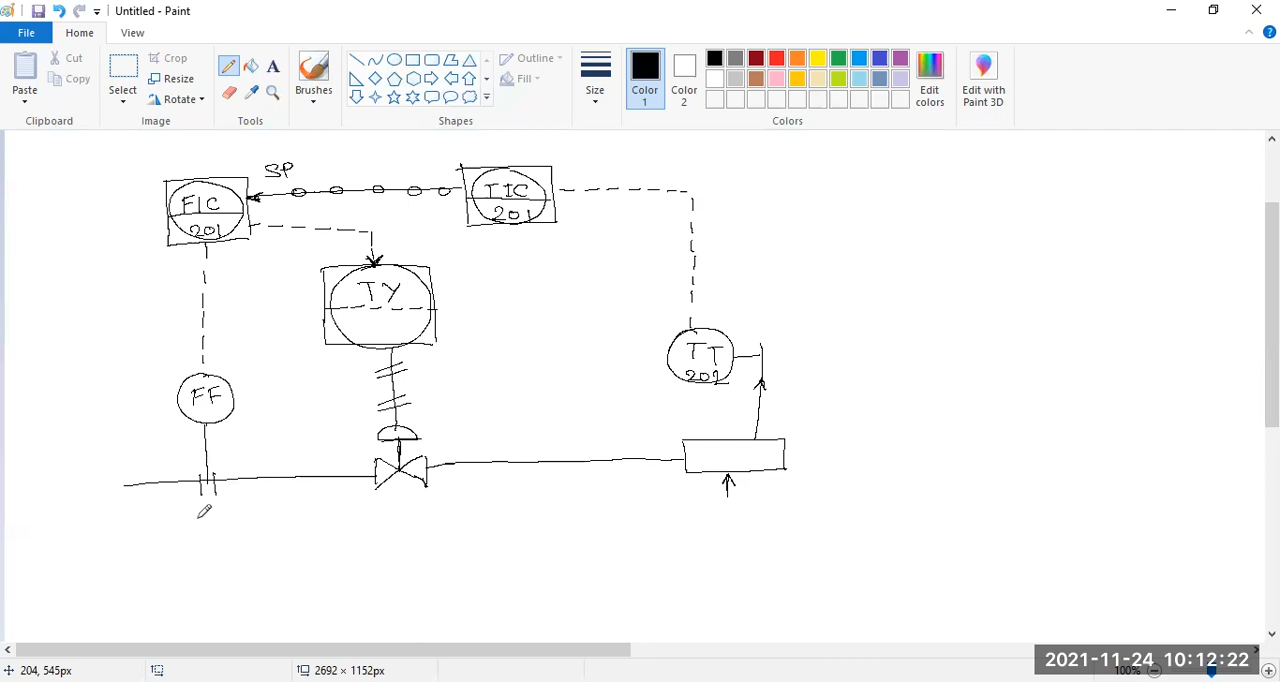 Untitled - Paint
File
Home
View
Paste
Cut
Copy
Clipboard
Select
Crop
Resize
Rotate
Image
A
Tools
Brushes
Outline
Fill
Shapes
Size
Color 1
Color 2
Edit colors
Edit with Paint 3D
Colors
SP
FIC
201
TIC
201
TY
TT
202
FF
204, 545px
2692 × 1152px
100%
2021-11-24 10:12:22